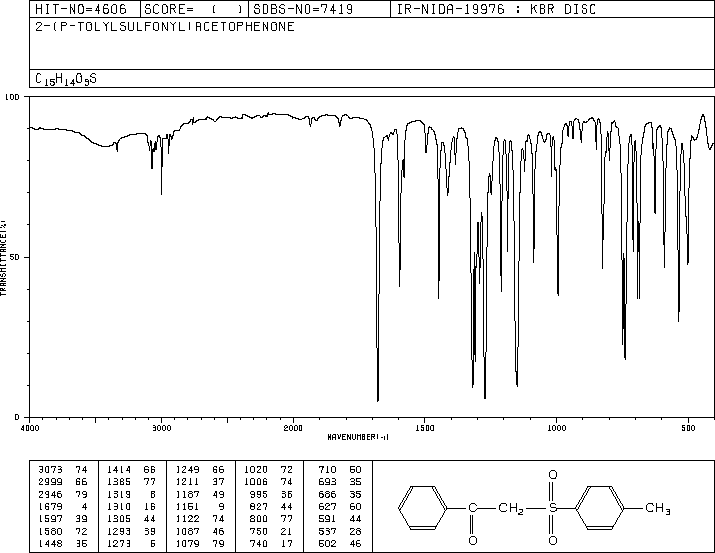 HIT-NO=4606 SCORE= ( ) SDBS-NO=7419 IR-NIDA-19976 : KBR DISC
2-(P-TOLYLSULFONYL)ACETOPHENONE
C15H14O3S
100
50
0
TRANSMITTANCE(%)
4000 3000 2000 1500 1000 500
WAVENUMBER(-1)
3073 74 1414 66 1249 66 1020 72 710 50
2999 66 1385 77 1211 37 1006 74 693 35
2946 79 1319 8 1187 49 995 36 686 35
1679 4 1310 16 1151 9 827 44 627 60
1597 39 1305 44 1122 74 800 77 591 44
1580 72 1293 39 1087 46 750 21 537 28
1448 35 1273 5 1079 79 740 17 502 46
O
CH2 S CH3
O O